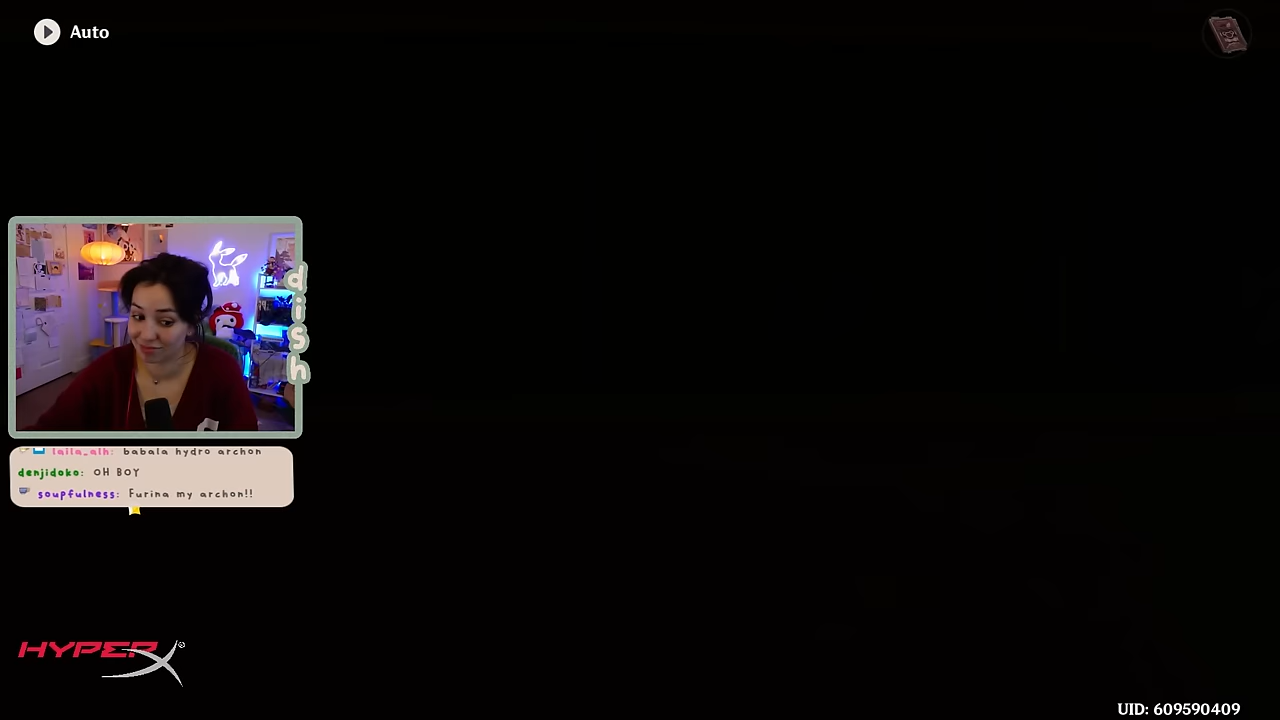 Auto
dish
laila_alh: babala hydro archon
denjidoko: OH BOY
soupfulness: Furina my archon!!
HYPERX
UID: 609590409